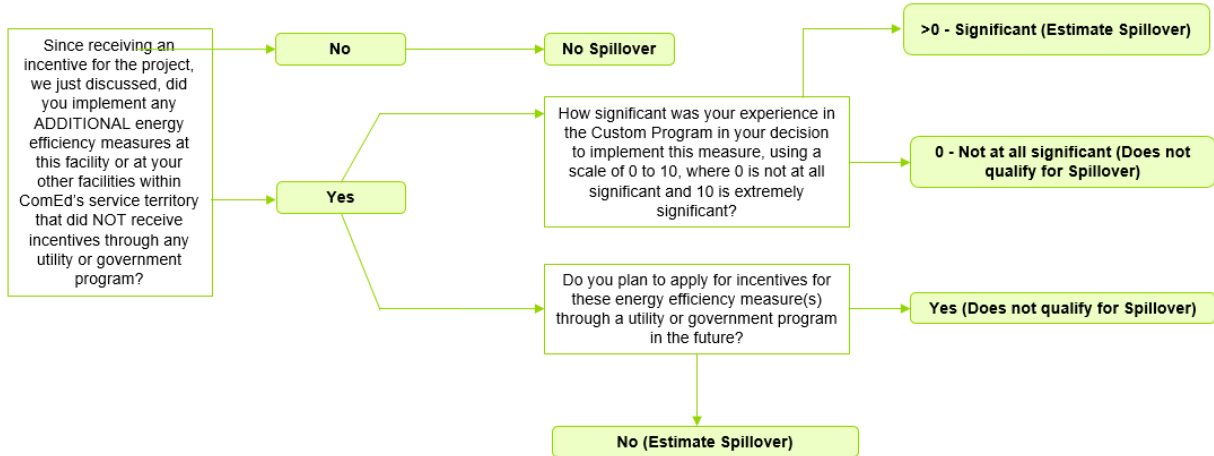 Since receiving an
incentive for the project,
we just discussed, did
you implement any
ADDITIONAL energy
efficiency measures at
this facility or at your
other facilities within
ComEd's service territory
that did NOT receive
incentives through any
utility or government
program?
No
No Spillover
Yes
How significant was your experience in
the Custom Program in your decision
to implement this measure, using a
scale of 0 to 10, where 0 is not at all
significant and 10 is extremely
significant?
>0 - Significant (Estimate Spillover)
0 - Not at all significant (Does not
qualify for Spillover)
Do you plan to apply for incentives for
these energy efficiency measure(s)
through a utility or government program
in the future?
Yes (Does not qualify for Spillover)
No (Estimate Spillover)